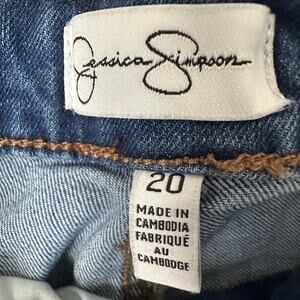 Jessica Simpson
20
MADE IN
CAMBODIA
FABRIQUÉ
AU
CAMBODGE